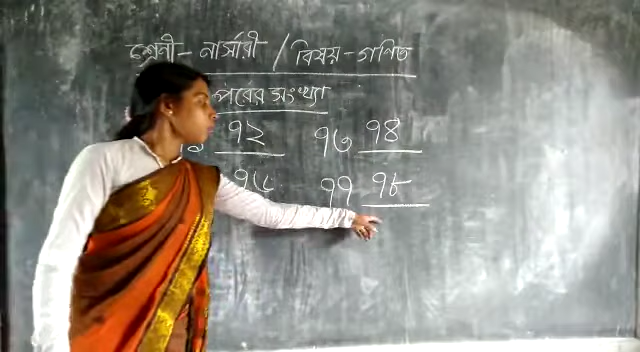 শ্রেনী- নার্সারী / বিষয়-গণিত
পরের সংখ্যা
৭২ ৭৩ ৭৪
৭৬ ৭৭ ৭৮